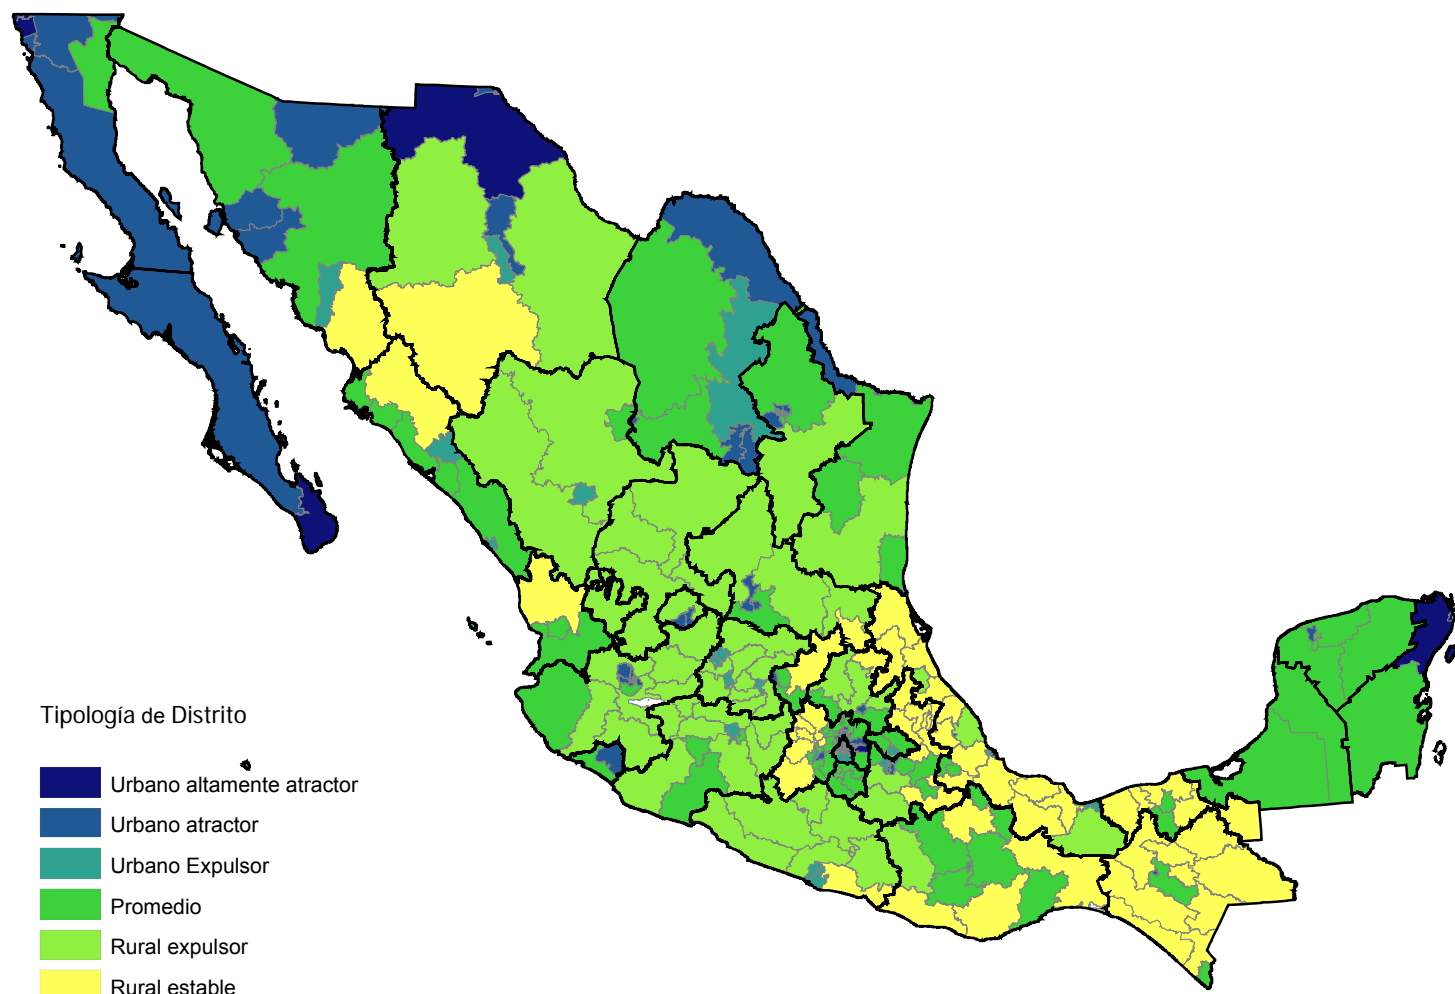 Tipología de Distrito
Urbano altamente atractor
Urbano atractor
Urbano Expulsor
Promedio
Rural expulsor
Rural estable